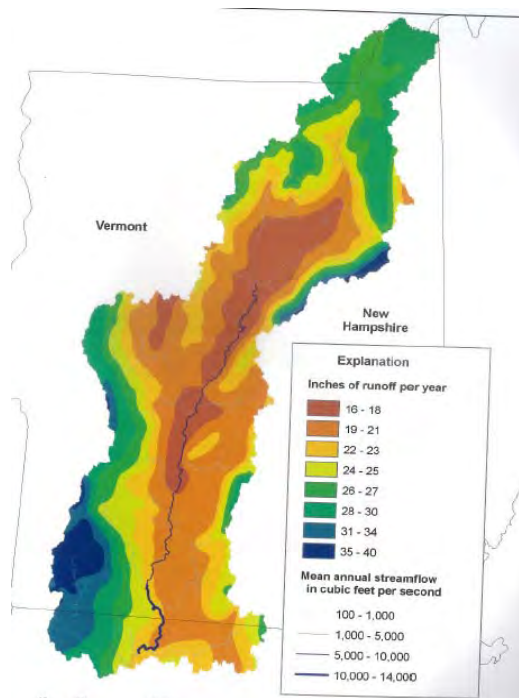 Vermont
New
Hampshire
Explanation
Inches of runoff per year
16 - 18
19 - 21
22 - 23
24 - 25
26 - 27
28 - 30
31 - 34
35 - 40
Mean annual streamflow
in cubic feet per second
100 - 1,000
1,000 - 5,000
5,000 - 10,000
10,000 - 14,000